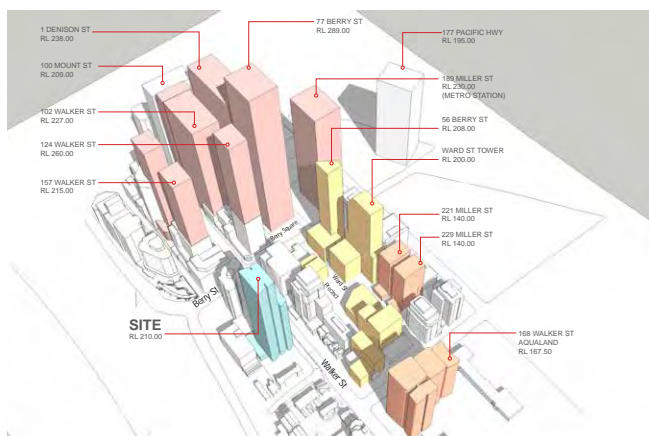 1 DENISON ST
RL 238.00
77 BERRY ST
RL 289.00
177 PACIFIC HWY
RL 195.00
100 MOUNT ST
RL 209.00
189 MILLER ST
RL 230.00
(METRO STATION)
102 WALKER ST
RL 227.00
56 BERRY ST
RL 208.00
124 WALKER ST
RL 260.00
WARD ST TOWER
RL 200.00
157 WALKER ST
RL 215.00
221 MILLER ST
RL 140.00
229 MILLER ST
RL 140.00
Berry Square
Ward St
Precinct
Berry St
SITE
RL 210.00
Walker St
168 WALKER ST
AQUALAND
RL 167.50